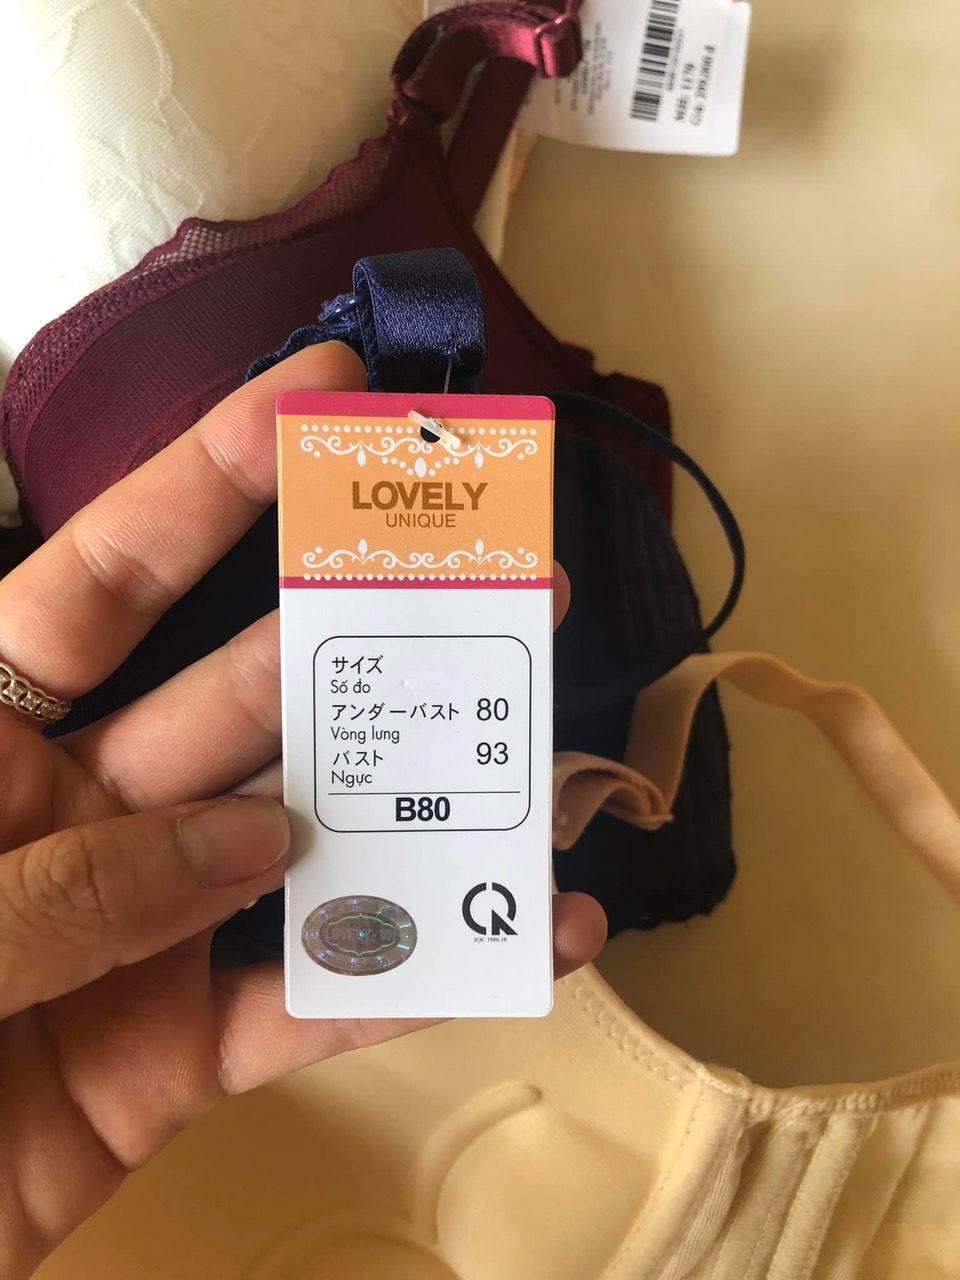 LOVELY
UNIQUE
サイズ
Số đo
アンダーバスト 80
Vòng lưng
バスト 93
Ngực
B80